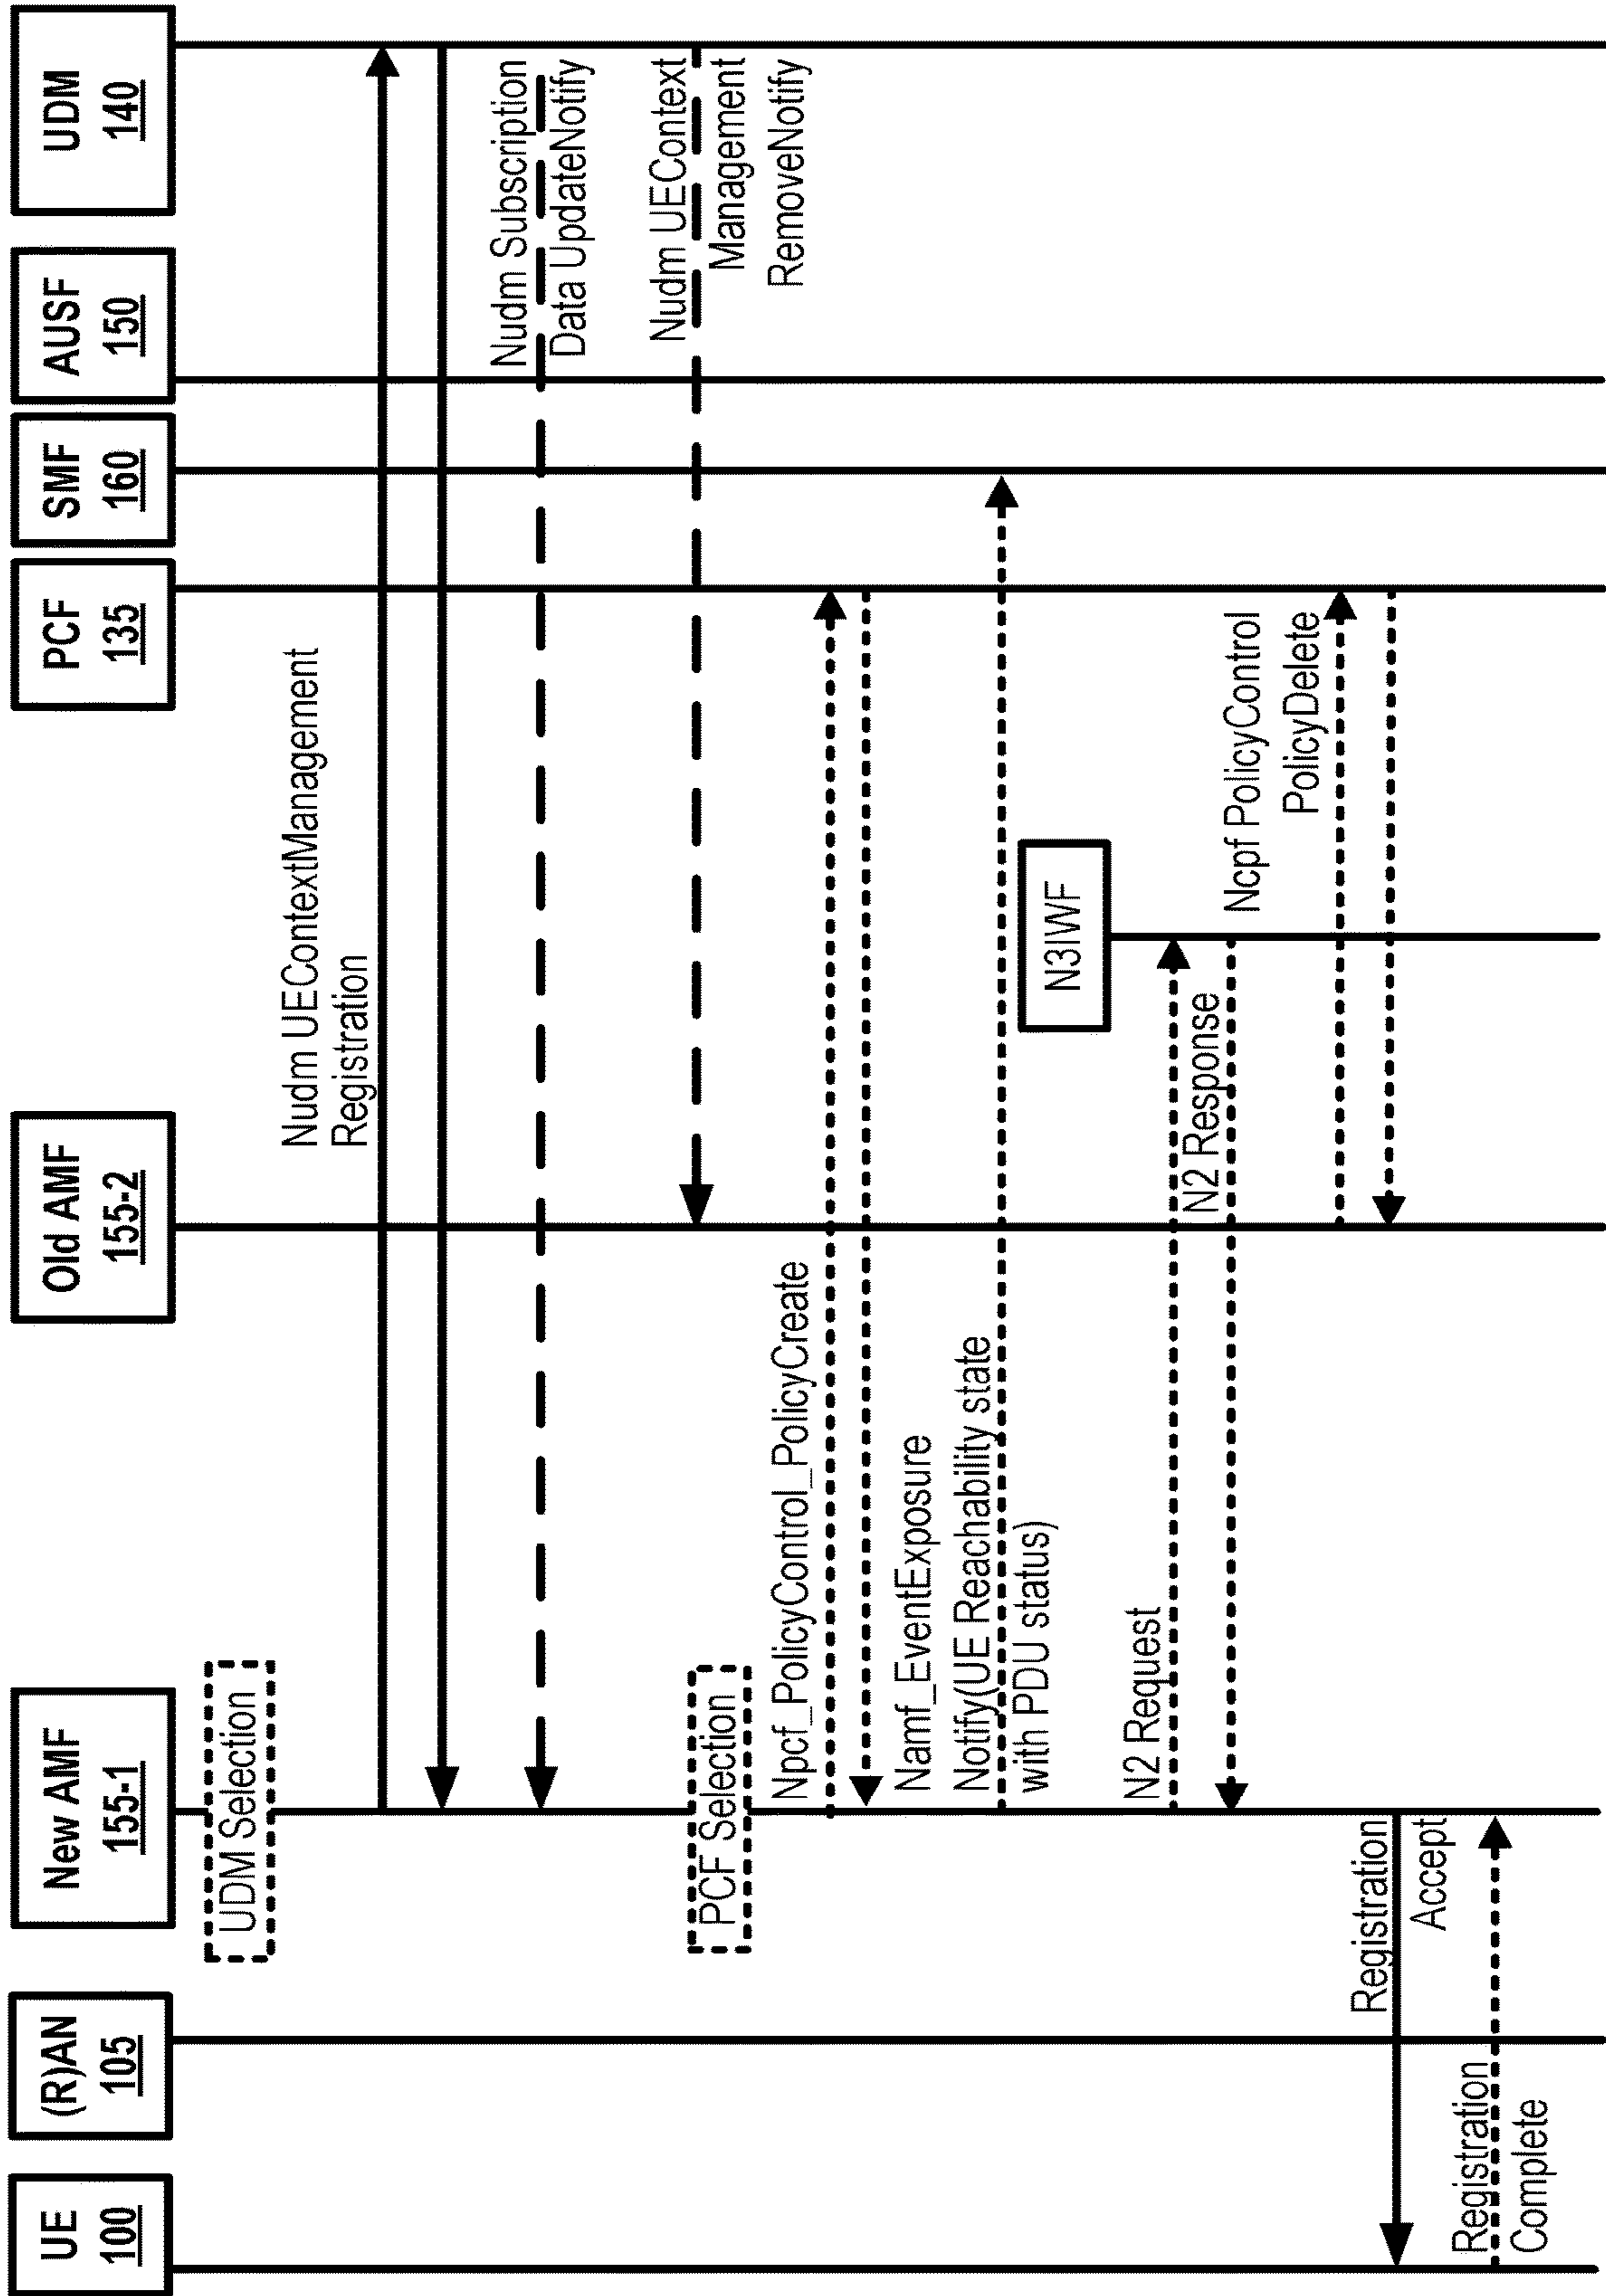 UE
100
(R)AN
105
New AMF
155-1
Old AMF
155-2
PCF
135
SMF
160
AUSF
150
UDM
140
UDM Selection
Nudm UEContextManagement
Registration
Nudm Subscription
Data UpdateNotify
Nudm UEContext
Management
RemoveNotify
PCF Selection
Npcf_PolicyControl_PolicyCreate
Namf_EventExposure
Notify(UE Reachability state
with PDU status)
N3IWF
N2 Request
N2 Response
Ncpf PolicyControl
PolicyDelete
Registration
Accept
Registration
Complete